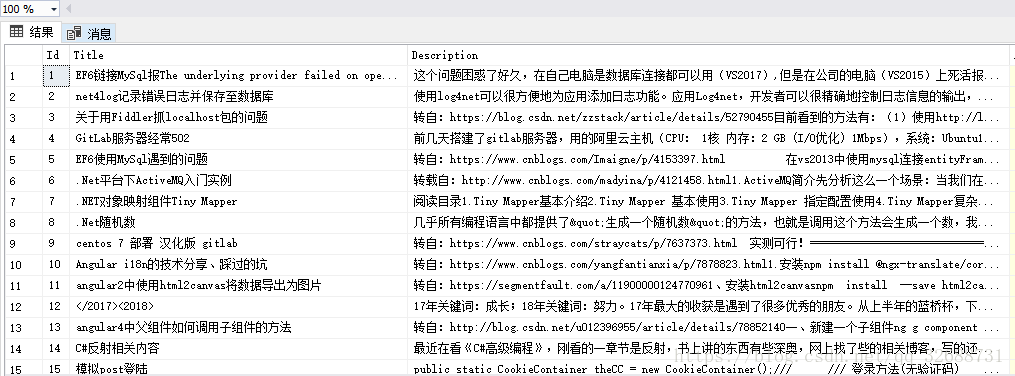 100 %
结果 消息
Id Title Description
1 1 EF6链接MySql报The underlying provider failed on ope... 这个问题困惑了好久，在自己电脑是数据库连接都可以用（VS2017）,但是在公司的电脑（VS2015）上死活报...
2 2 net4log记录错误日志并保存至数据库 使用log4net可以很方便地为应用添加日志功能。应用Log4net，开发者可以很精确地控制日志信息的输出，...
3 3 关于用Fiddler抓localhost包的问题 转自：https://blog.csdn.net/zzstack/article/details/52790455目前看到的方法有: （1）使用http://l...
4 4 GitLab服务器经常502 前几天搭建了gitlab服务器，用的阿里云主机（CPU: 1核 内存：2 GB (I/O优化) 1Mbps），系统：Ubuntu1...
5 5 EF6使用MySql遇到的问题 转自：https://www.cnblogs.com/Imaigne/p/4153397.html 在vs2013中使用mysql连接entityFram...
6 6 .Net平台下ActiveMQ入门实例 转载自：http://www.cnblogs.com/madyina/p/4121458.html1.ActiveMQ简介先分析这么一个场景：当我们在...
7 7 .NET对象映射组件Tiny Mapper 阅读目录1.Tiny Mapper基本介绍2.Tiny Mapper 基本使用3.Tiny Mapper 指定配置使用4.Tiny Mapper复杂...
8 8 .Net随机数 几乎所有编程语言中都提供了&quot;生成一个随机数&quot;的方法，也就是调用这个方法会生成一个数，我...
9 9 centos 7 部署 汉化版 gitlab 转自：https://www.cnblogs.com/straycats/p/7637373.html 实测可行！==============================...
10 10 Angular i18n的技术分享、踩过的坑 转自：https://www.cnblogs.com/yangfantianxia/p/7878823.html1.安装npm install @ngx-translate/cor...
11 11 angular2中使用html2canvas将数据导出为图片 转自：https://segmentfault.com/a/1190000012477096​1、安装html2canvasnpm install —save html2ca...
12 12 </2017><2018> 17年关键词：成长；18年关键词：努力。17年最大的收获是遇到了很多优秀的朋友。从上半年的蓝桥杯，下...
13 13 angular4中父组件如何调用子组件的方法 转自：http://blog.csdn.net/u012396955/article/details/78852140一、新建一个子组件ng g component ...
14 14 C#反射相关内容 最近在看《C#高级编程》，刚看的一章节是反射，书上讲的东西有些深奥，网上找了些的相关博客，写的还...
15 15 模拟post登陆 public static CookieContainer theCC = new CookieContainer();/// /// 登录方法(无验证码) ...